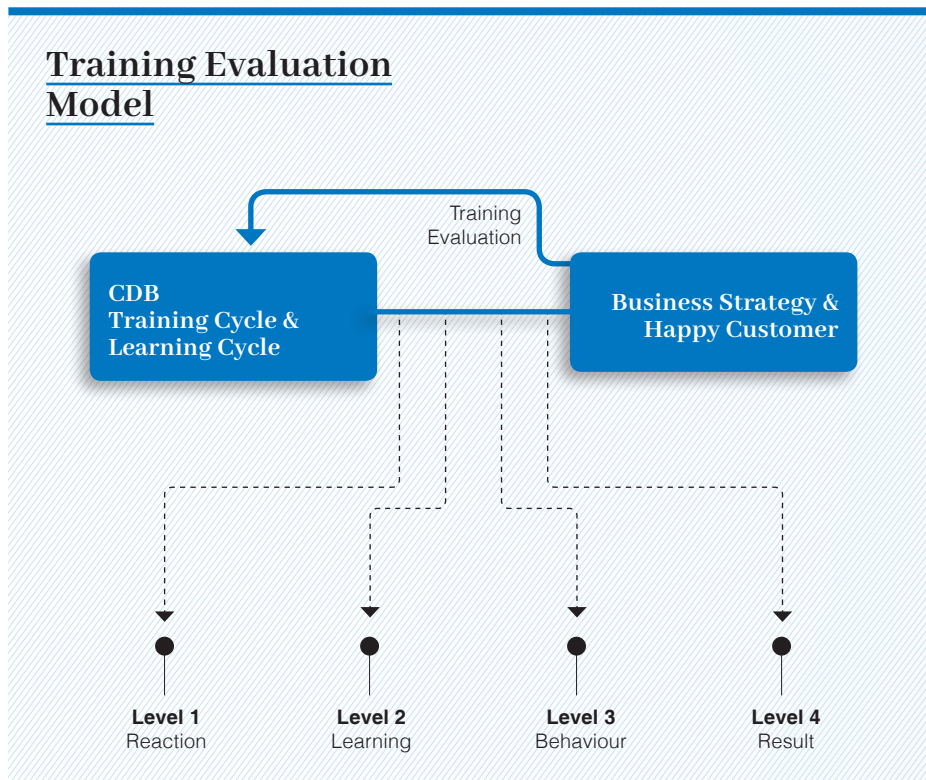 Training Evaluation
Model
Training
Evaluation
CDB
Training Cycle &
Learning Cycle
Business Strategy &
Happy Customer
Level 1
Reaction
Level 2
Learning
Level 3
Behaviour
Level 4
Result